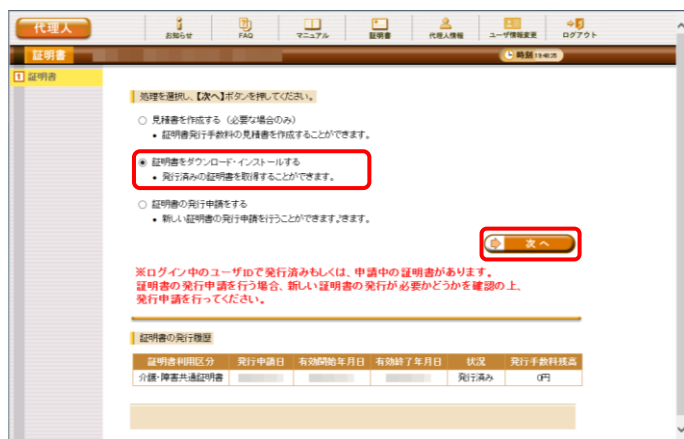 代理人
お知らせ
FAQ
マニュアル
証明書
代理人情報
ユーザ情報変更
ログアウト
証明書
時刻 19:40:35
1 証明書
処理を選択し、【次へ】ボタンを押してください。
見積書を作成する (必要な場合のみ)
• 証明書発行手数料の見積書を作成することができます。
証明書をダウンロード・インストールする
• 発行済みの証明書を取得することができます。
証明書の発行申請をする
• 新しい証明書の発行申請を行うことができます。きます。
次へ
※ログイン中のユーザIDで発行済みもしくは、申請中の証明書があります。
証明書の発行申請を行う場合、新しい証明書の発行が必要かどうかを確認の上、
発行申請を行ってください。
証明書の発行履歴
証明書利用区分 発行申請日 有効開始年月日 有効終了年月日 状況 発行手数料残高
介護・障害共通証明書 発行済み 0円